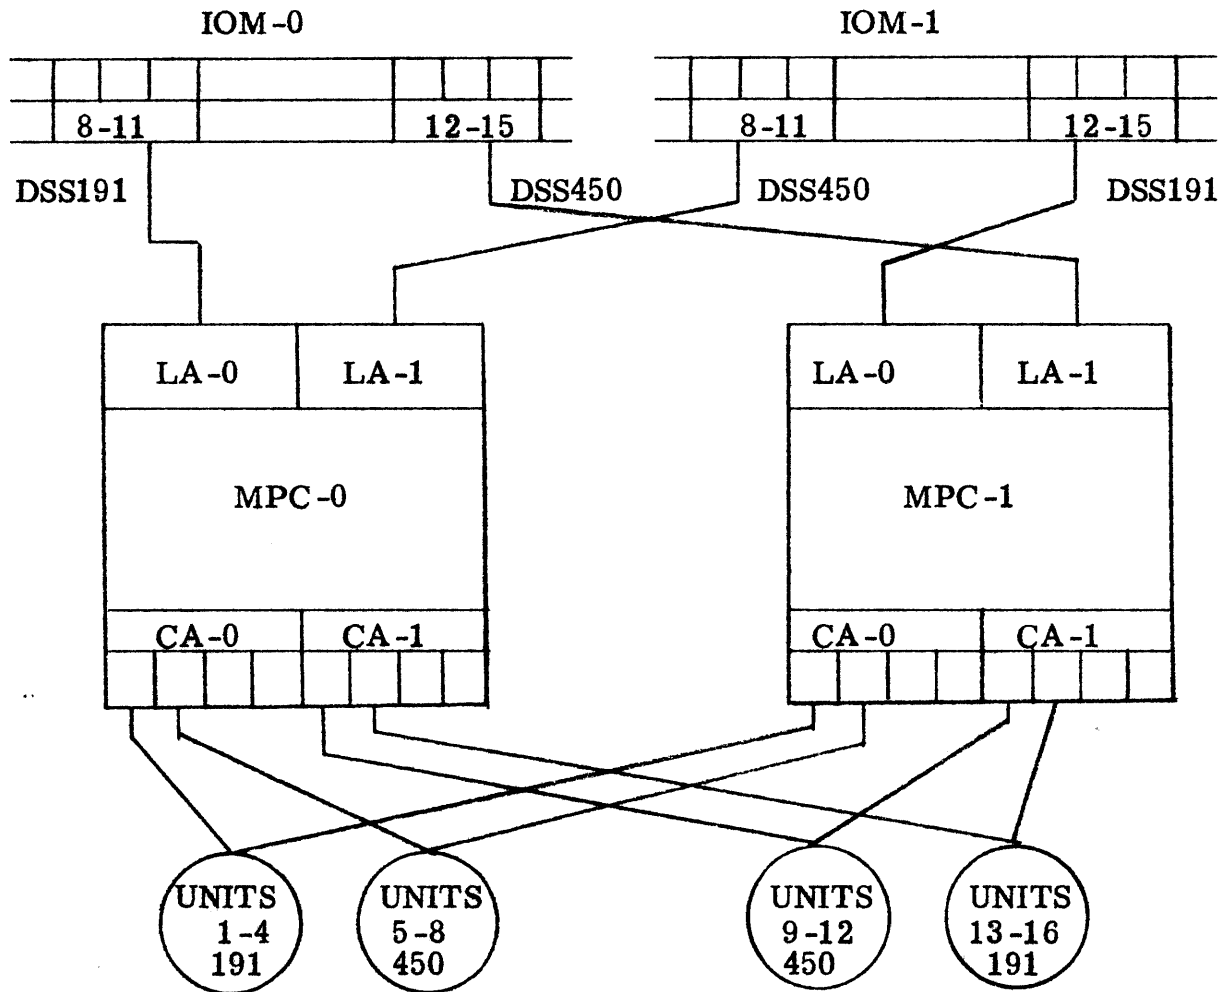 IOM-0
IOM-1
8-11
12-15
8-11
12-15
DSS191
DSS450
DSS450
DSS191
LA-0
LA-1
LA-0
LA-1
MPC-0
MPC-1
CA-0
CA-1
CA-0
CA-1
UNITS
1-4
191
UNITS
5-8
450
UNITS
9-12
450
UNITS
13-16
191